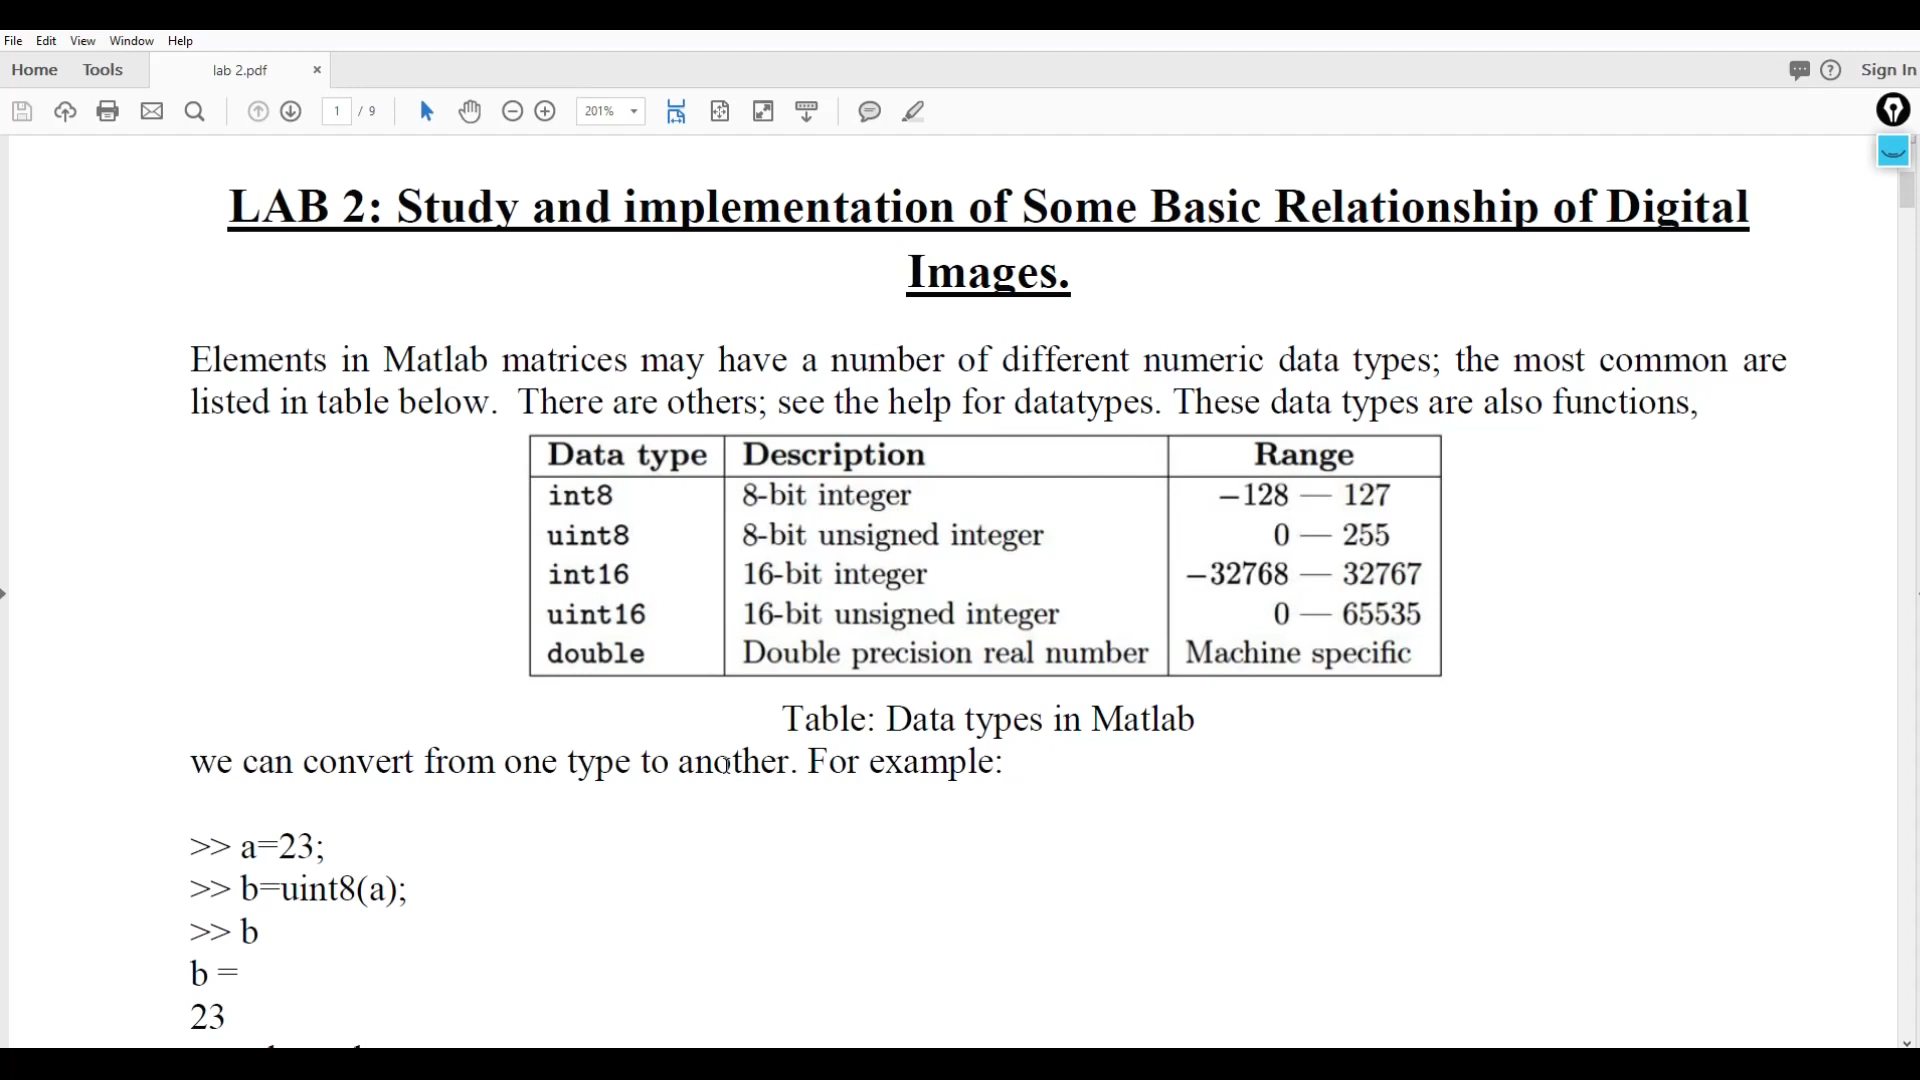 File Edit View Window Help
Home Tools lab 2.pdf × Sign In
1 / 9 201%
LAB 2: Study and implementation of Some Basic Relationship of Digital
Images.
Elements in Matlab matrices may have a number of different numeric data types; the most common are
listed in table below. There are others; see the help for datatypes. These data types are also functions,
Data type Description Range
int8 8-bit integer −128 — 127
uint8 8-bit unsigned integer 0 — 255
int16 16-bit integer −32768 — 32767
uint16 16-bit unsigned integer 0 — 65535
double Double precision real number Machine specific
Table: Data types in Matlab
we can convert from one type to another. For example:
>> a=23;
>> b=uint8(a);
>> b
b =
23